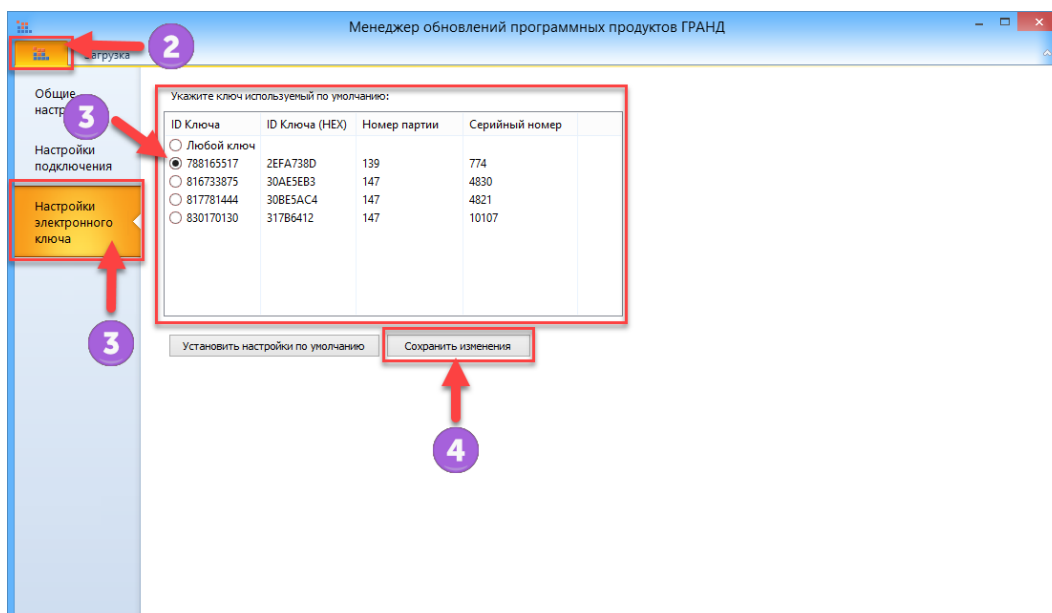 Менеджер обновлений программных продуктов ГРАНД
2
Загрузка
Общие
настр
3
Настройки
подключения
Настройки
электронного
ключа
3
Укажите ключ используемый по умолчанию:
3
ID Ключа ID Ключа (HEX) Номер партии Серийный номер
Любой ключ
788165517 2EFA738D 139 774
816733875 30AE5EB3 147 4830
817781444 30BE5AC4 147 4821
830170130 317B6412 147 10107
Установить настройки по умолчанию Сохранить изменения
4